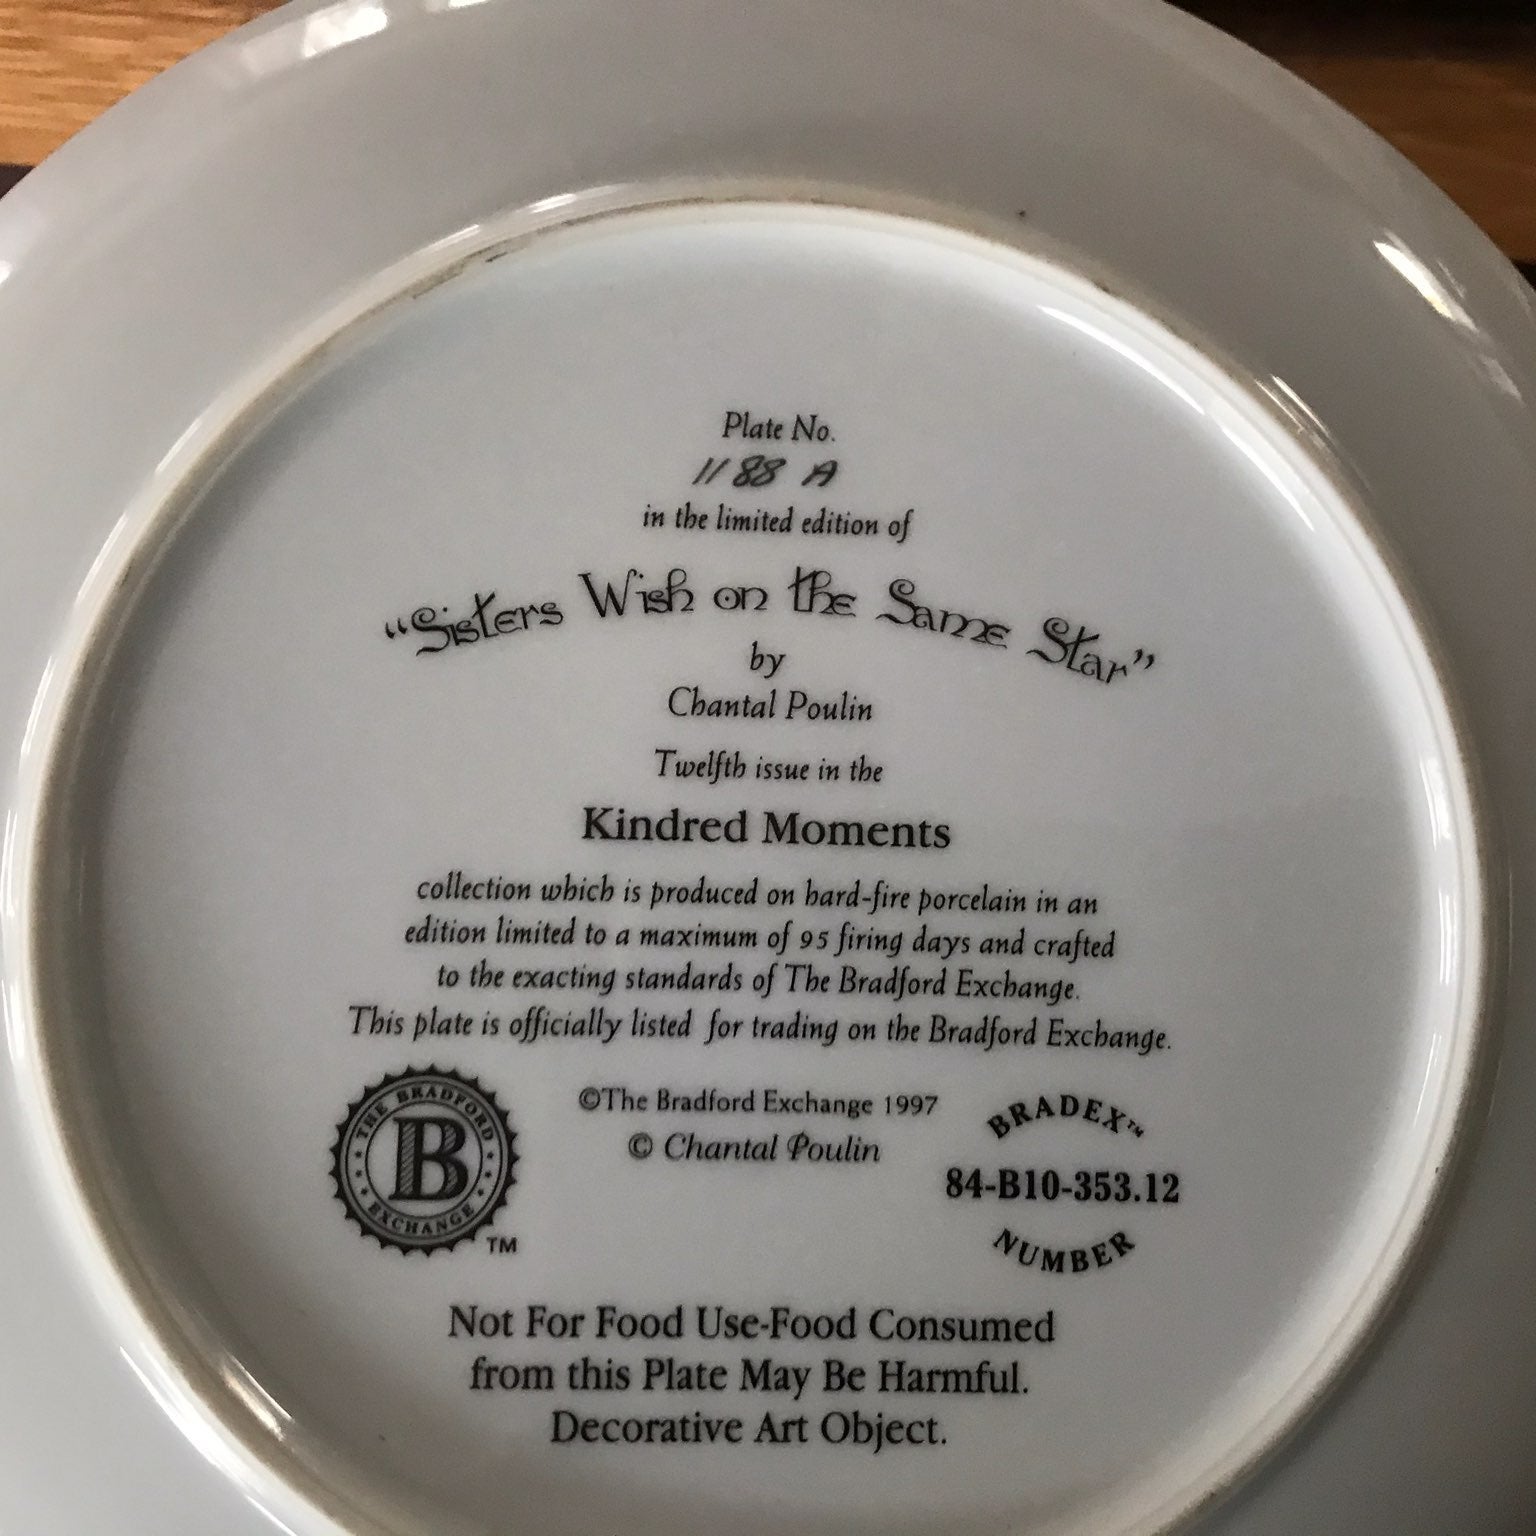 Plate No.
1188 A
in the limited edition of
“Sisters Wish on the Same Star”
by
Chantal Poulin
Twelfth issue in the
Kindred Moments
collection which is produced on hard-fire porcelain in an
edition limited to a maximum of 95 firing days and crafted
to the exacting standards of The Bradford Exchange.
This plate is officially listed for trading on the Bradford Exchange.
THE BRADFORD
B
EXCHANGE
TM
©The Bradford Exchange 1997
© Chantal Poulin
BRADEX™
84-B10-353.12
NUMBER
Not For Food Use-Food Consumed
from this Plate May Be Harmful.
Decorative Art Object.